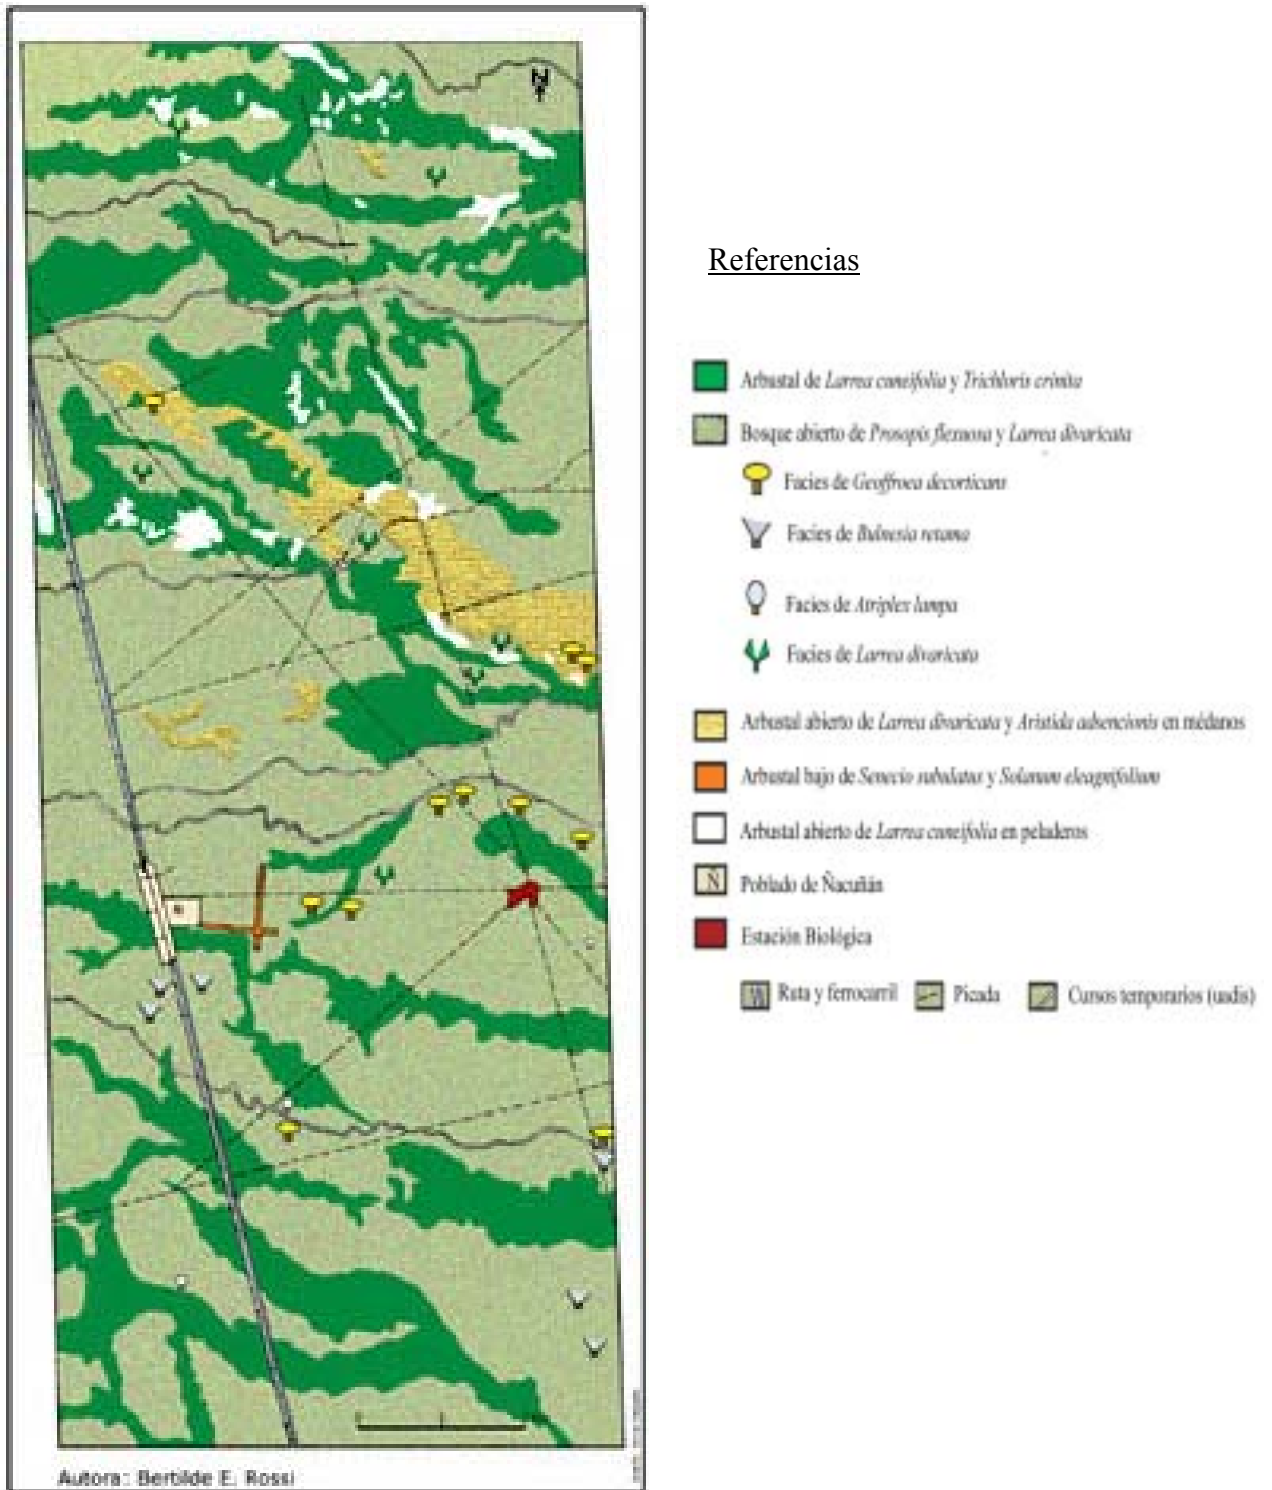 N
Referencias
Arbustal de Larrea cuneifolia y Trichloris crinita
Bosque abierto de Prosopis flexuosa y Larrea divaricata
Facies de Geoffroea decorticans
Facies de Bulnesia retama
Facies de Atriplex lampa
Facies de Larrea divaricata
Arbustal abierto de Larrea divaricata y Aristida adsencionis en médanos
Arbustal bajo de Senecio subulatus y Solanum eleagnifolium
Arbustal abierto de Larrea cuneifolia en peladeros
Ñ Poblado de Ñacuñán
Estación Biológica
Ruta y ferrocarril Picada Cursos temporarios (uadis)
Autora: Bertilde E. Rossi